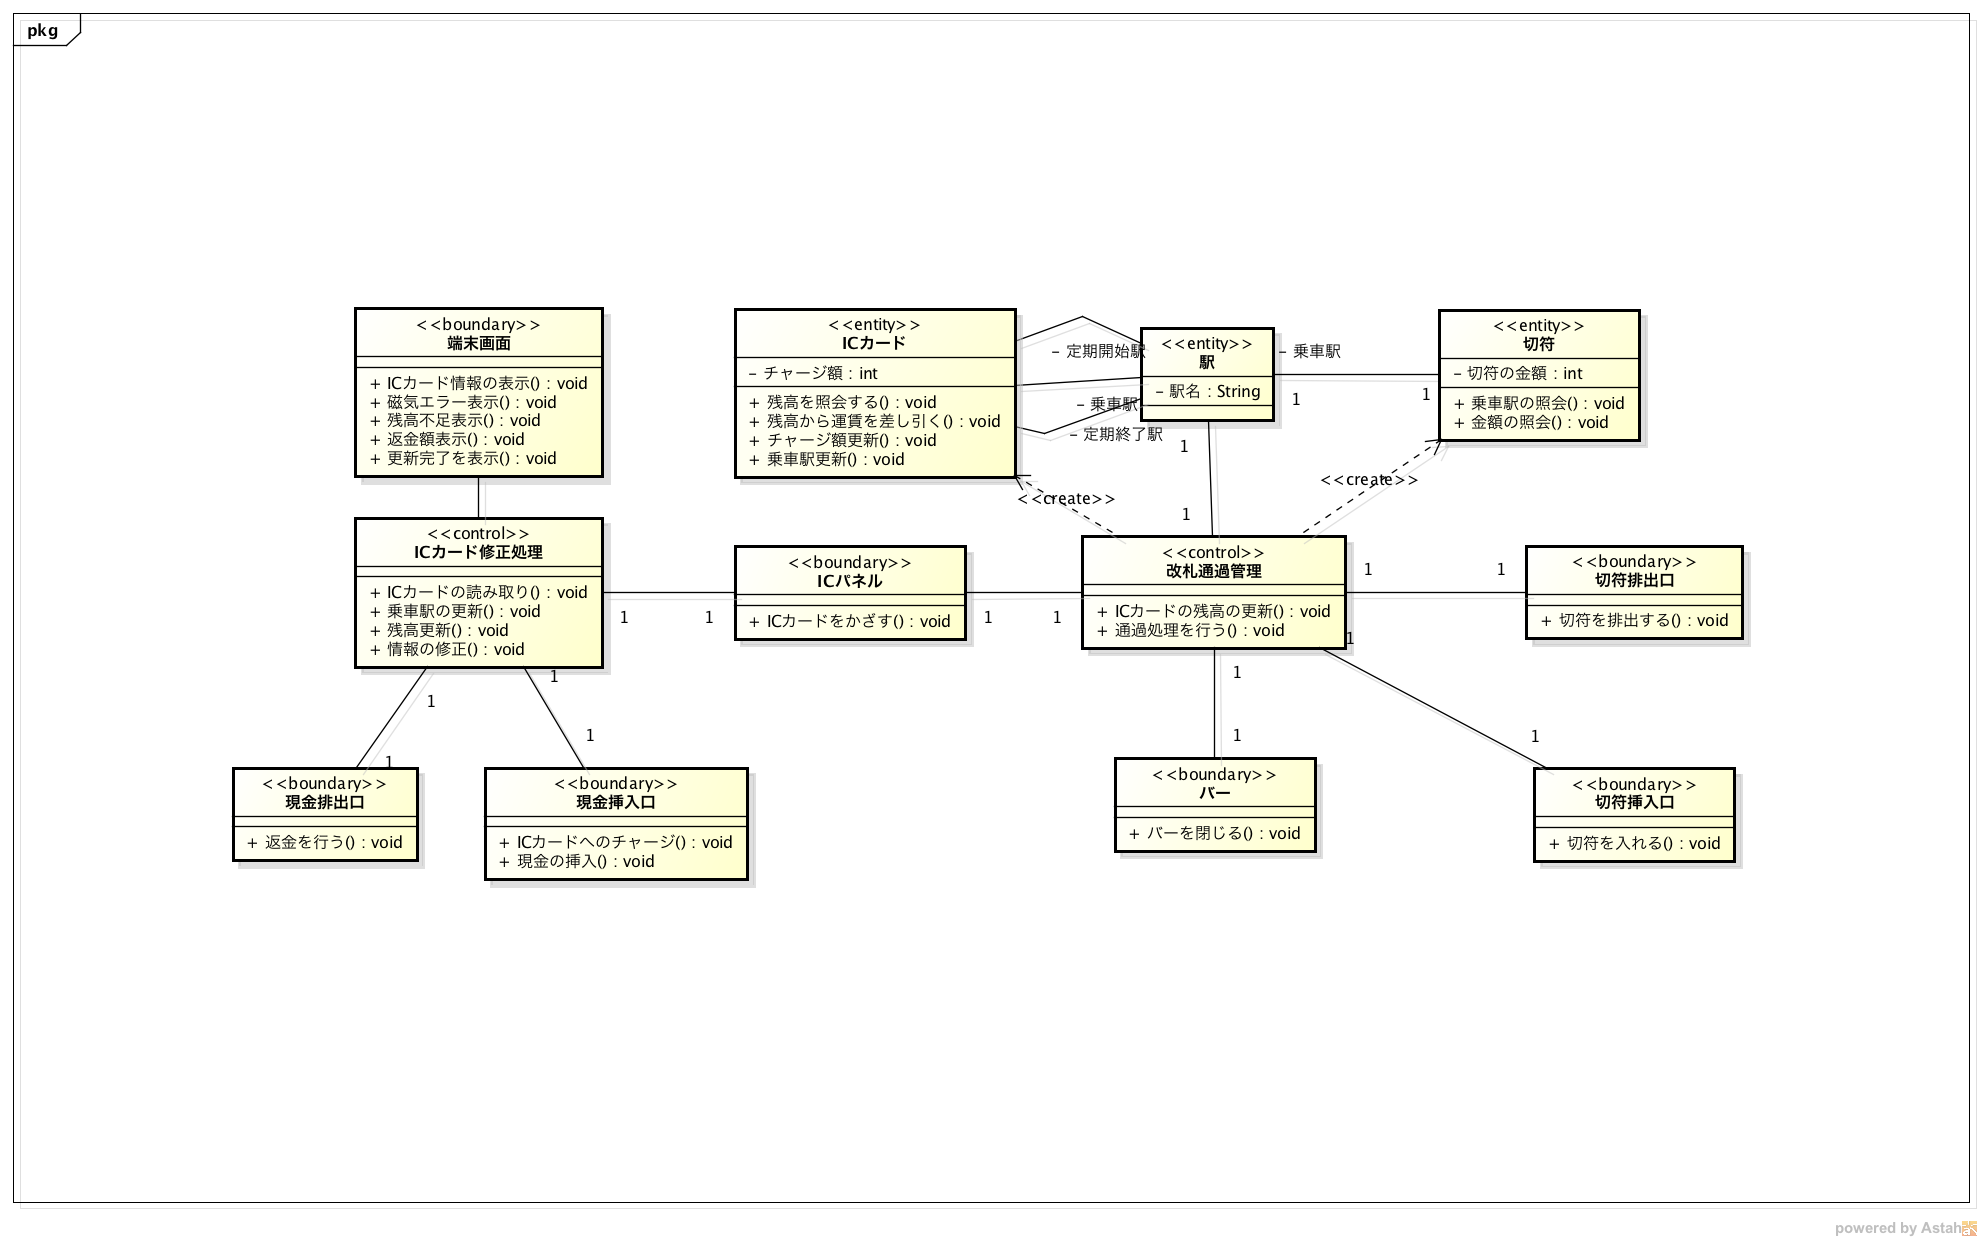 pkg
<<boundary>>
端末画面
+ ICカード情報の表示() : void
+ 磁気エラー表示() : void
+ 残高不足表示() : void
+ 返金額表示() : void
+ 更新完了を表示() : void
<<entity>>
ICカード
– チャージ額 : int
+ 残高を照会する() : void
+ 残高から運賃を差し引く() : void
+ チャージ額更新() : void
+ 乗車駅更新() : void
– 定期開始駅
– 乗車駅
– 定期終了駅
<<entity>>
駅
– 駅名 : String
– 乗車駅
1
1
<<entity>>
切符
– 切符の金額 : int
+ 乗車駅の照会() : void
+ 金額の照会() : void
1
1
<<create>>
<<create>>
<<control>>
ICカード修正処理
+ ICカードの読み取り() : void
+ 乗車駅の更新() : void
+ 残高更新() : void
+ 情報の修正() : void
1
1
<<boundary>>
ICパネル
+ ICカードをかざす() : void
1
1
<<control>>
改札通過管理
+ ICカードの残高の更新() : void
+ 通過処理を行う() : void
1
1
<<boundary>>
切符排出口
+ 切符を排出する() : void
1
1
1
1
1
1
1
1
<<boundary>>
現金排出口
+ 返金を行う() : void
<<boundary>>
現金挿入口
+ ICカードへのチャージ() : void
+ 現金の挿入() : void
<<boundary>>
バー
+ バーを閉じる() : void
<<boundary>>
切符挿入口
+ 切符を入れる() : void
powered by Astah